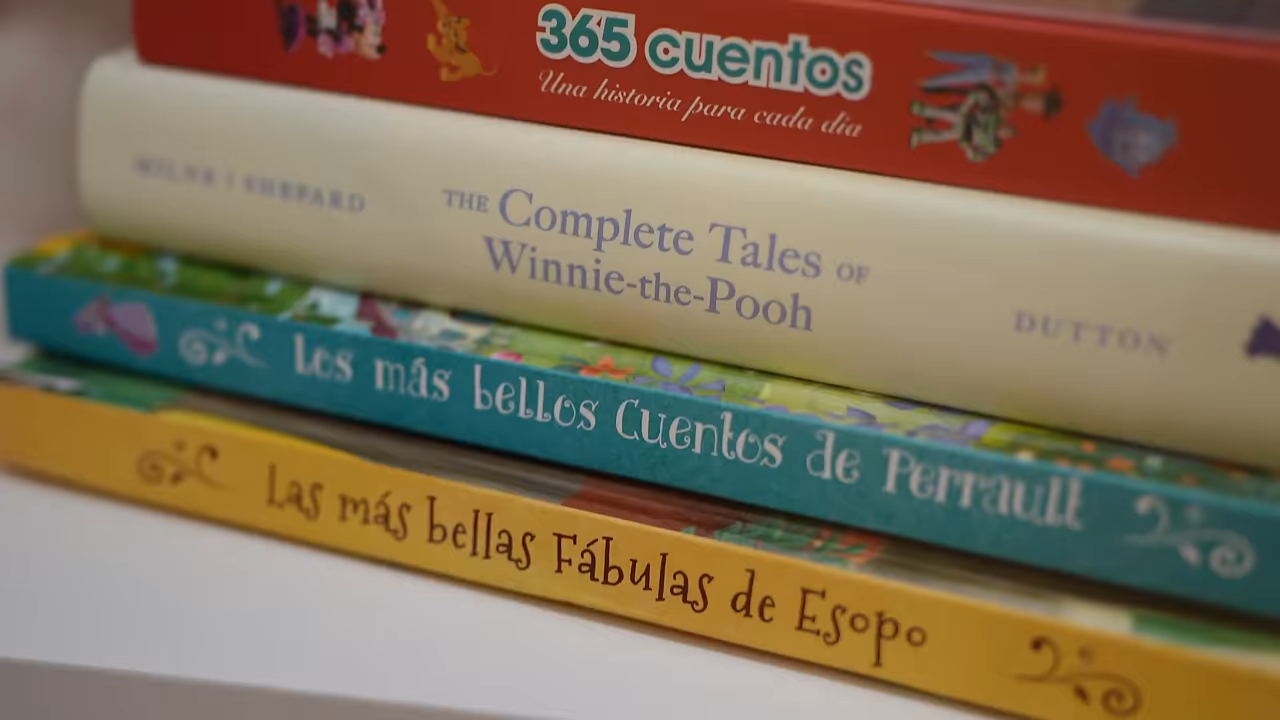 365 cuentos
Una historia para cada día
MILNE | SHEPARD
THE Complete Tales OF
Winnie-the-Pooh
DUTTON
Los más bellos Cuentos de Perrault
Las más bellas Fábulas de Esopo